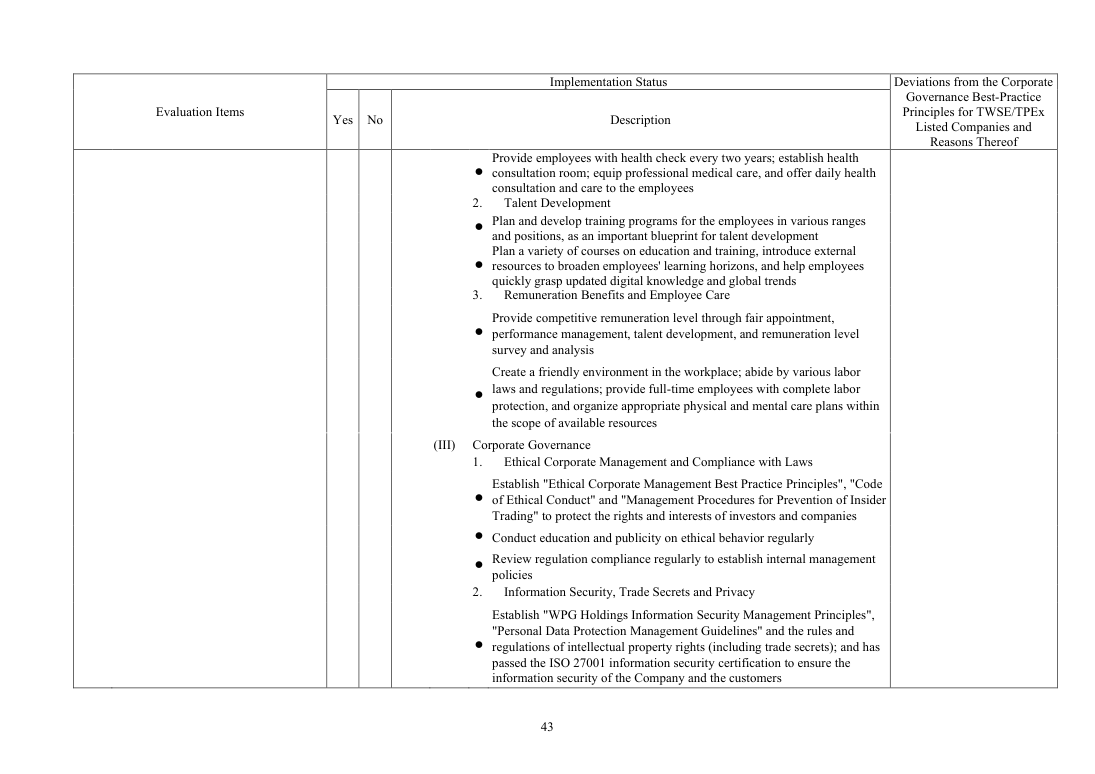 Evaluation Items
Implementation Status
Deviations from the Corporate
Governance Best-Practice
Principles for TWSE/TPEx
Listed Companies and
Reasons Thereof
Yes
No
Description
● Provide employees with health check every two years; establish health
consultation room; equip professional medical care, and offer daily health
consultation and care to the employees
2. Talent Development
● Plan and develop training programs for the employees in various ranges
and positions, as an important blueprint for talent development
● Plan a variety of courses on education and training, introduce external
resources to broaden employees' learning horizons, and help employees
quickly grasp updated digital knowledge and global trends
3. Remuneration Benefits and Employee Care
● Provide competitive remuneration level through fair appointment,
performance management, talent development, and remuneration level
survey and analysis
● Create a friendly environment in the workplace; abide by various labor
laws and regulations; provide full-time employees with complete labor
protection, and organize appropriate physical and mental care plans within
the scope of available resources
(III) Corporate Governance
1. Ethical Corporate Management and Compliance with Laws
● Establish "Ethical Corporate Management Best Practice Principles", "Code
of Ethical Conduct" and "Management Procedures for Prevention of Insider
Trading" to protect the rights and interests of investors and companies
● Conduct education and publicity on ethical behavior regularly
● Review regulation compliance regularly to establish internal management
policies
2. Information Security, Trade Secrets and Privacy
● Establish "WPG Holdings Information Security Management Principles",
"Personal Data Protection Management Guidelines" and the rules and
regulations of intellectual property rights (including trade secrets); and has
passed the ISO 27001 information security certification to ensure the
information security of the Company and the customers
43